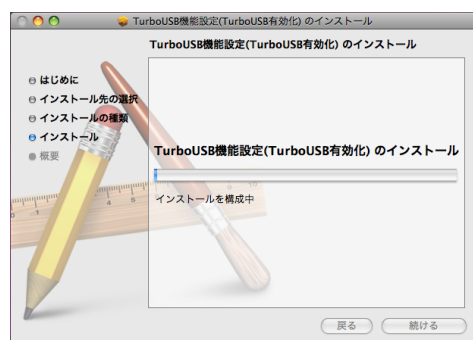 TurboUSB機能設定(TurboUSB有効化) のインストール
TurboUSB機能設定(TurboUSB有効化) のインストール
はじめに
インストール先の選択
インストールの種類
インストール
概要
TurboUSB機能設定(TurboUSB有効化) のインストール
インストールを構成中
戻る
続ける